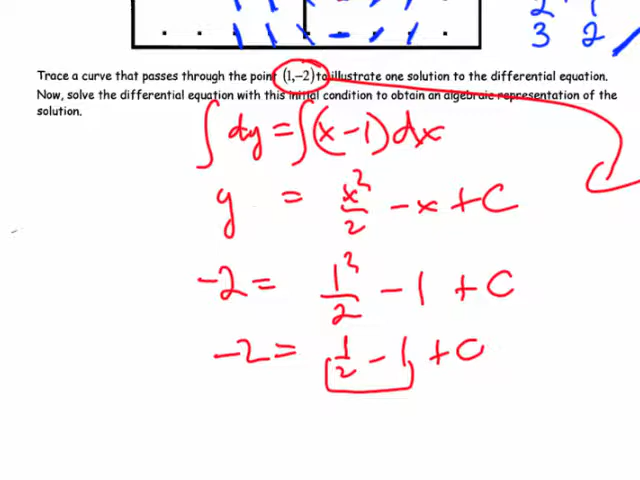 2 1
3 2
Trace a curve that passes through the point (1,-2) to illustrate one solution to the differential equation.
Now, solve the differential equation with this initial condition to obtain an algebraic representation of the
solution.
∫ dy = ∫(x-1)dx
y = x²/2 - x + C
-2 = 1²/2 - 1 + C
-2 = 1/2 - 1 + C